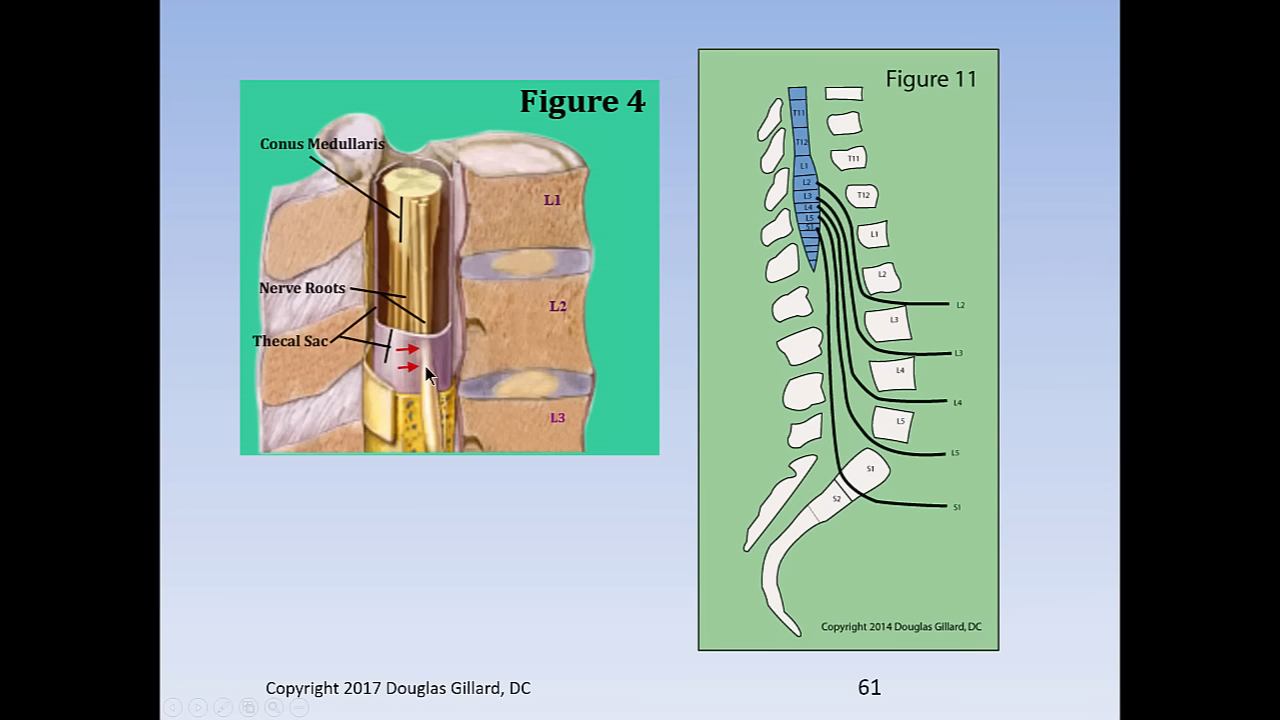 Figure 4
Conus Medullaris
L1
Nerve Roots
L2
Thecal Sac
L3
Figure 11
T11
T12
L1
L2
L3
L4
L5
S1
T11
T12
L1
L2
L3
L4
L5
S1
S2
L2
L3
L4
L5
S1
Copyright 2014 Douglas Gillard, DC
Copyright 2017 Douglas Gillard, DC
61